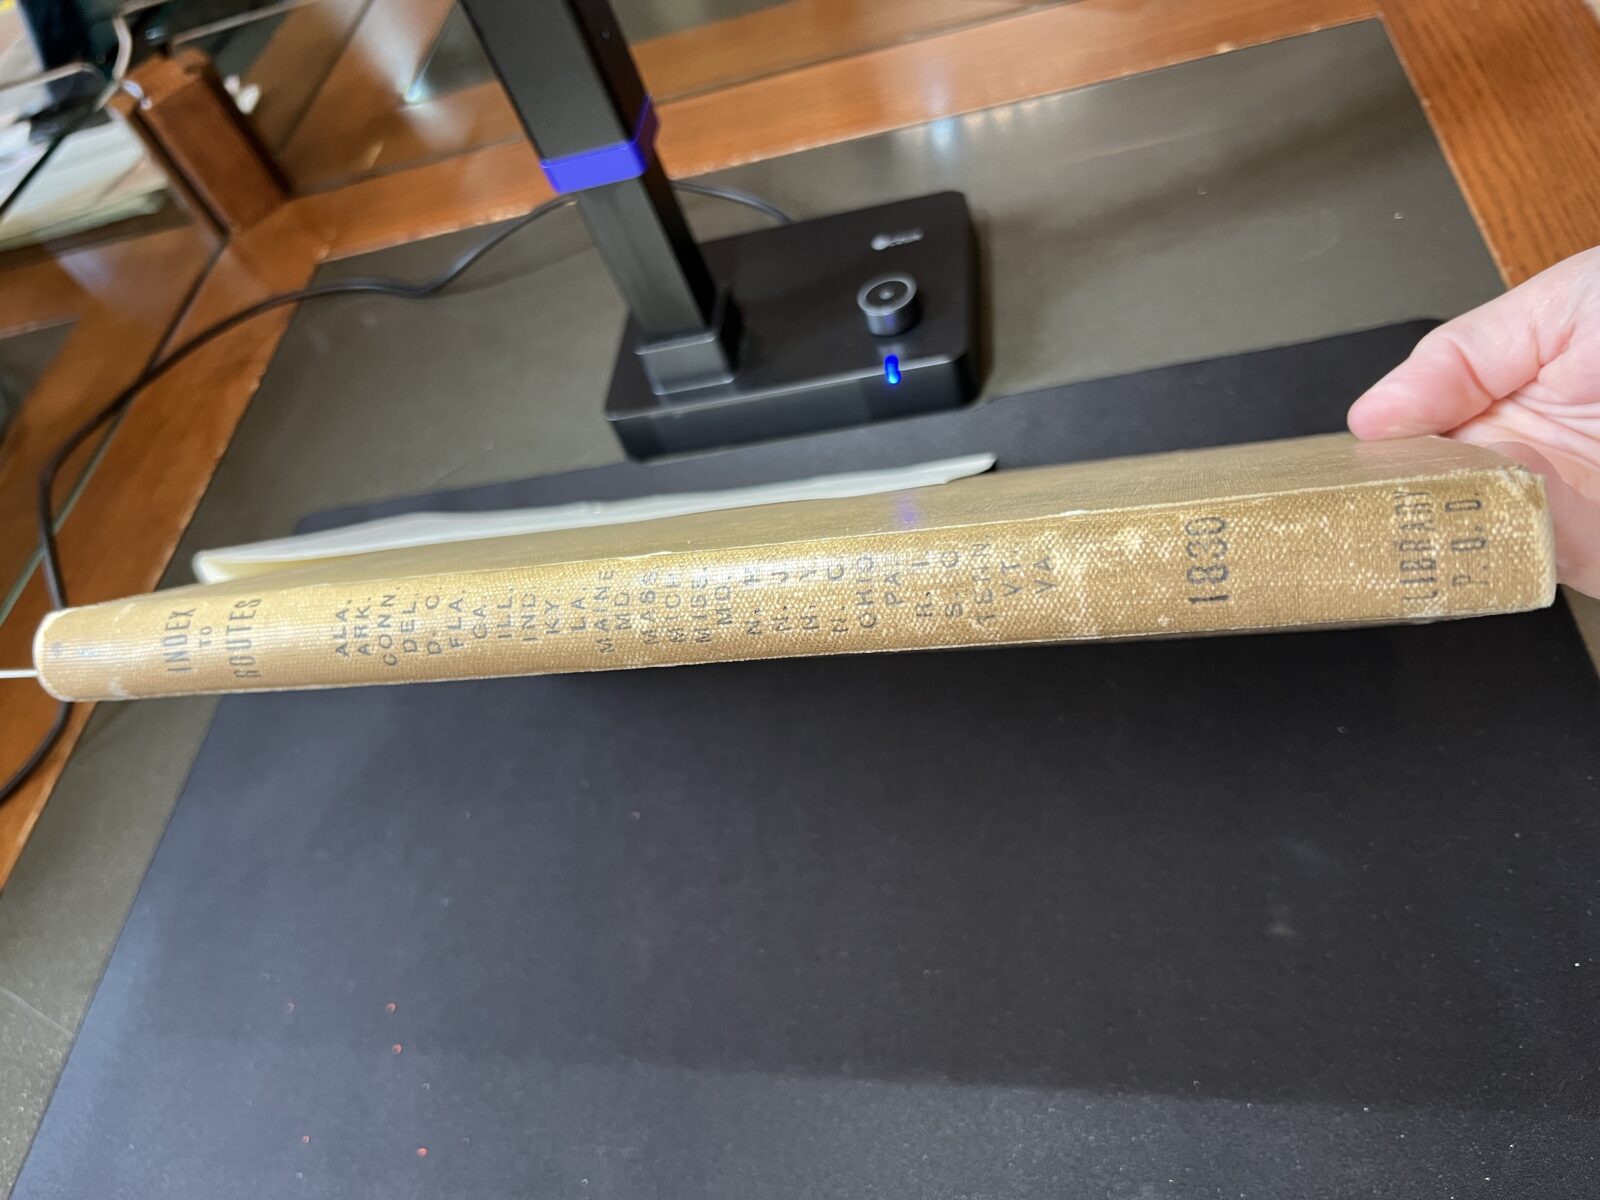 INDEX
TO
ROUTES
ALA.
ARK.
CONN.
DEL.
D. C.
FLA.
GA.
ILL.
IND.
KY.
LA.
MAINE
MD.
MASS.
MICH.
MISS.
MD.
N. H.
N. J.
N. Y.
N. C.
OHIO
PA.
R. I.
S. C.
TENN.
VT.
VA.
1830
LIBRARY
P. O. D.